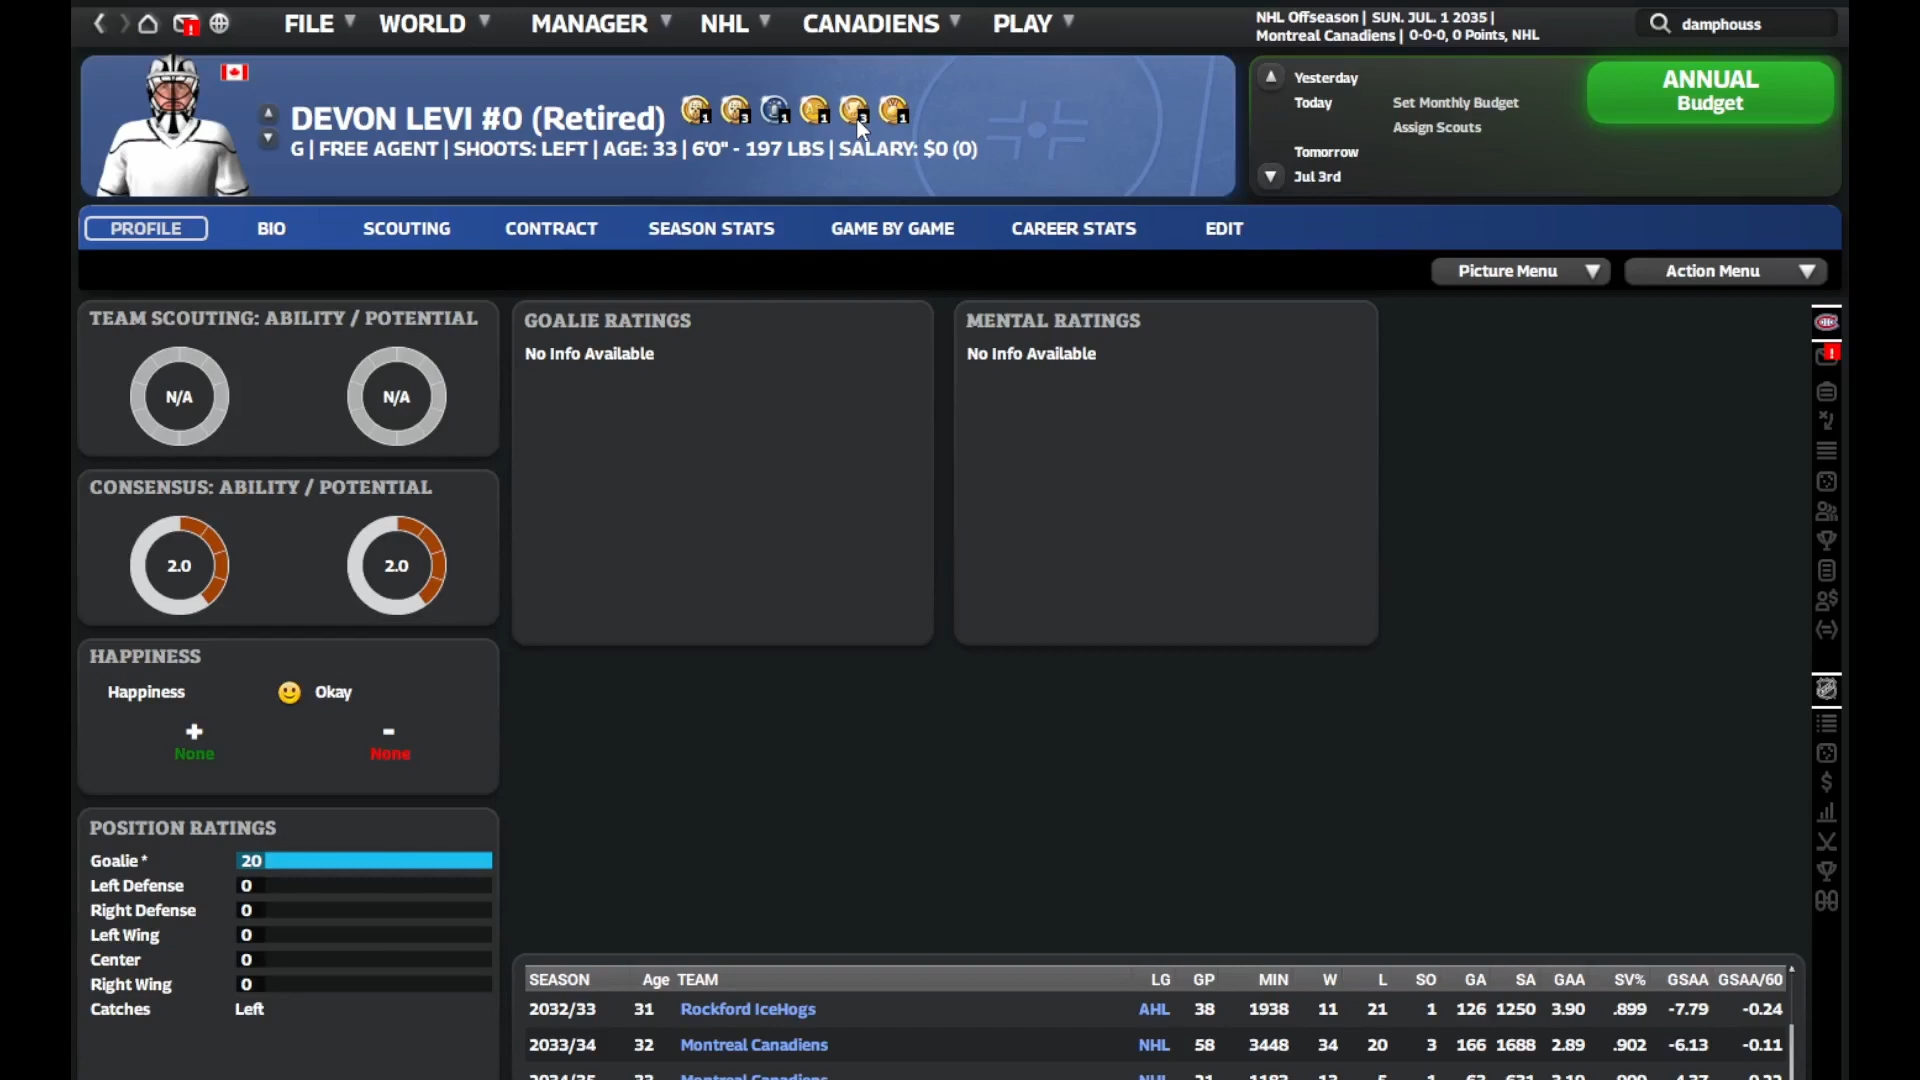 FILE WORLD MANAGER NHL CANADIENS PLAY
NHL Offseason | SUN. JUL. 1 2035 |
Montreal Canadiens | 0-0-0, 0 Points, NHL
damphouss
DEVON LEVI #0 (Retired)
1 3 1 1 3 1
G | FREE AGENT | SHOOTS: LEFT | AGE: 33 | 6'0" - 197 LBS | SALARY: $0 (0)
Yesterday
Today Set Monthly Budget
Assign Scouts
Tomorrow
Jul 3rd
ANNUAL
Budget
PROFILE BIO SCOUTING CONTRACT SEASON STATS GAME BY GAME CAREER STATS EDIT
Picture Menu Action Menu
TEAM SCOUTING: ABILITY / POTENTIAL
N/A N/A
CONSENSUS: ABILITY / POTENTIAL
2.0 2.0
HAPPINESS
Happiness Okay
+ -
None None
POSITION RATINGS
Goalie * 20
Left Defense 0
Right Defense 0
Left Wing 0
Center 0
Right Wing 0
Catches Left
GOALIE RATINGS
No Info Available
MENTAL RATINGS
No Info Available
SEASON Age TEAM LG GP MIN W L SO GA SA GAA SV% GSAA GSAA/60
2032/33 31 Rockford IceHogs AHL 38 1938 11 21 1 126 1250 3.90 .899 -7.79 -0.24
2033/34 32 Montreal Canadiens NHL 58 3448 34 20 3 166 1688 2.89 .902 -6.13 -0.11